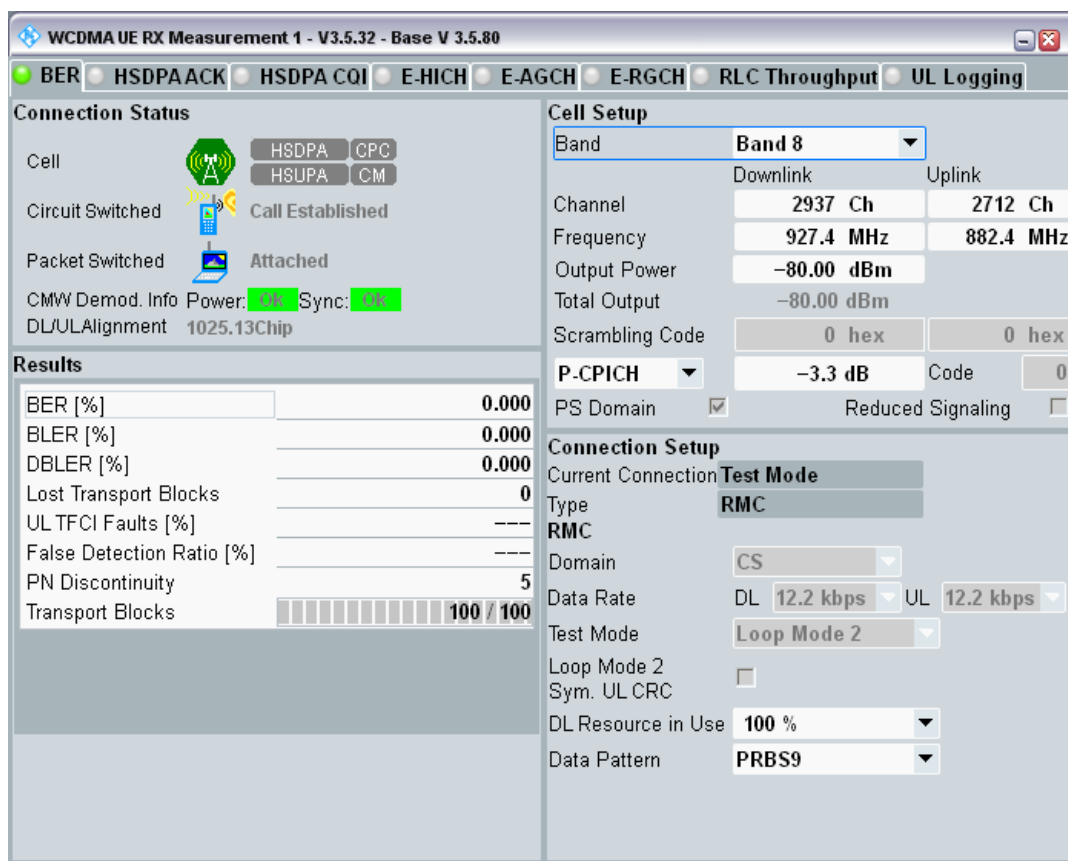 WCDMA UE RX Measurement 1 - V3.5.32 - Base V 3.5.80
BER HSDPA ACK HSDPA CQI E-HICH E-AGCH E-RGCH RLC Throughput UL Logging
Connection Status
Cell HSDPA CPC
HSUPA CM
Circuit Switched Call Established
Packet Switched Attached
CMW Demod. Info Power: Ok Sync: Ok
DL/ULAlignment 1025.13Chip
Results
BER [%] 0.000
BLER [%] 0.000
DBLER [%] 0.000
Lost Transport Blocks 0
UL TFCI Faults [%] ---
False Detection Ratio [%] ---
PN Discontinuity 5
Transport Blocks 100 / 100
Cell Setup
Band Band 8
Downlink Uplink
Channel 2937 Ch 2712 Ch
Frequency 927.4 MHz 882.4 MHz
Output Power −80.00 dBm
Total Output −80.00 dBm
Scrambling Code 0 hex 0 hex
P-CPICH −3.3 dB Code 0
PS Domain Reduced Signaling
Connection Setup
Current Connection Test Mode
Type RMC
RMC
Domain CS
Data Rate DL 12.2 kbps UL 12.2 kbps
Test Mode Loop Mode 2
Loop Mode 2
Sym. UL CRC
DL Resource in Use 100 %
Data Pattern PRBS9